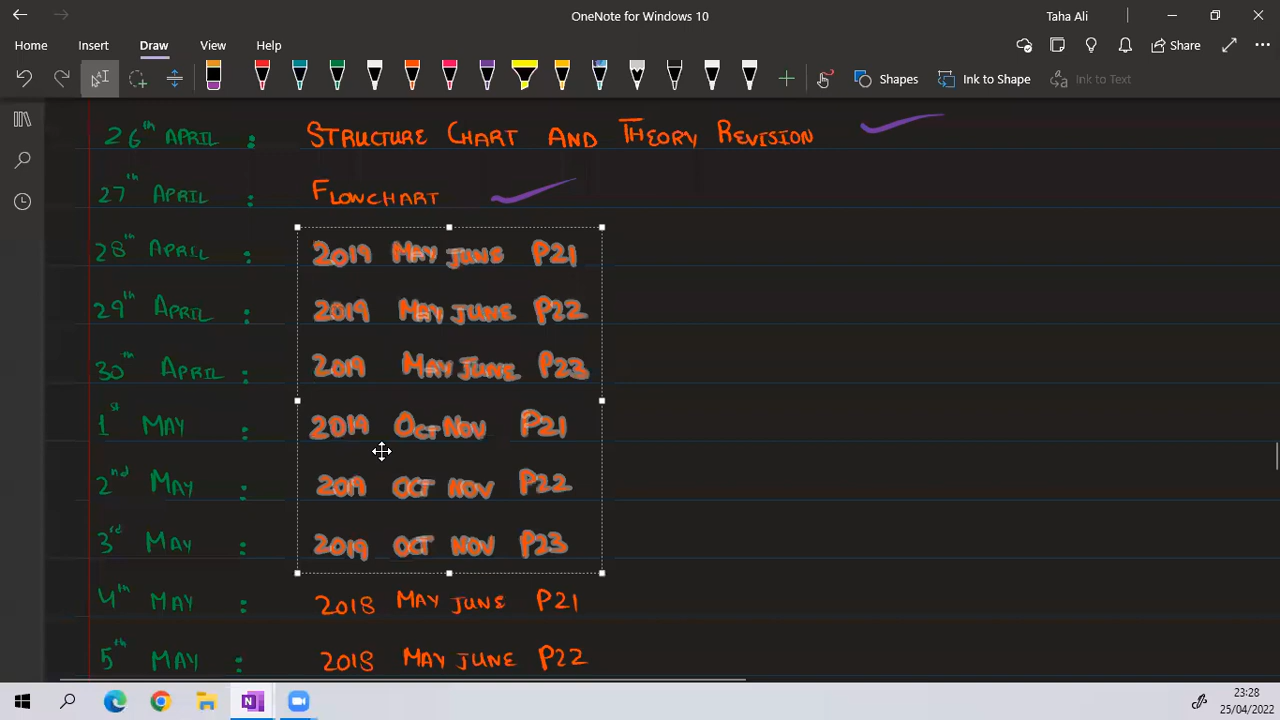 OneNote for Windows 10
Taha Ali
Home Insert Draw View Help
Share
Shapes Ink to Shape Ink to Text
26th APRIL : STRUCTURE CHART AND THEORY REVISION
27th APRIL : FLOWCHART
28th APRIL : 2019 MAY JUNE P21
29th APRIL : 2019 MAY JUNE P22
30th APRIL : 2019 MAY JUNE P23
1st MAY : 2019 OCT NOV P21
2nd MAY : 2019 OCT NOV P22
3rd MAY : 2019 OCT NOV P23
4th MAY : 2018 MAY JUNE P21
5th MAY : 2018 MAY JUNE P22
23:28
25/04/2022